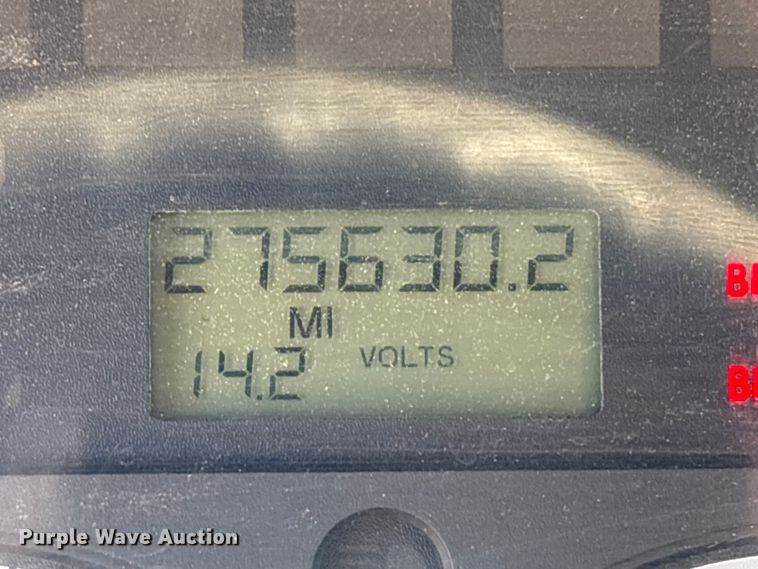 275630.2
MI
14.2 VOLTS
Purple Wave Auction